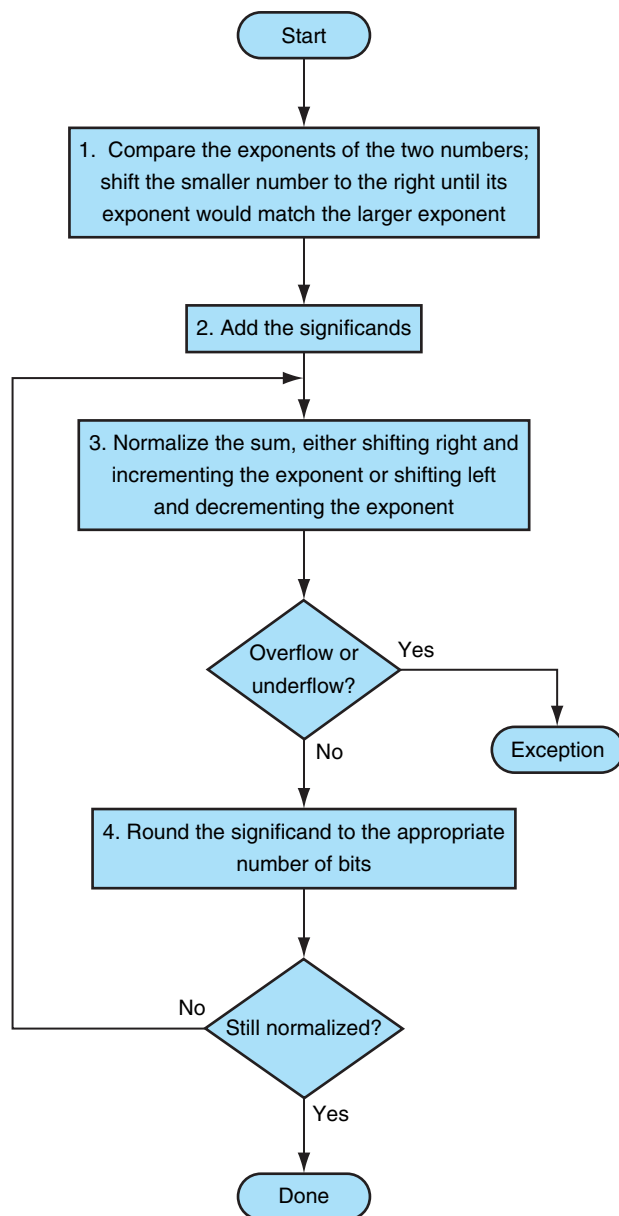 Start
1. Compare the exponents of the two numbers;
shift the smaller number to the right until its
exponent would match the larger exponent
2. Add the significands
3. Normalize the sum, either shifting right and
incrementing the exponent or shifting left
and decrementing the exponent
Overflow or
underflow?
Yes
No
Exception
4. Round the significand to the appropriate
number of bits
No
Still normalized?
Yes
Done